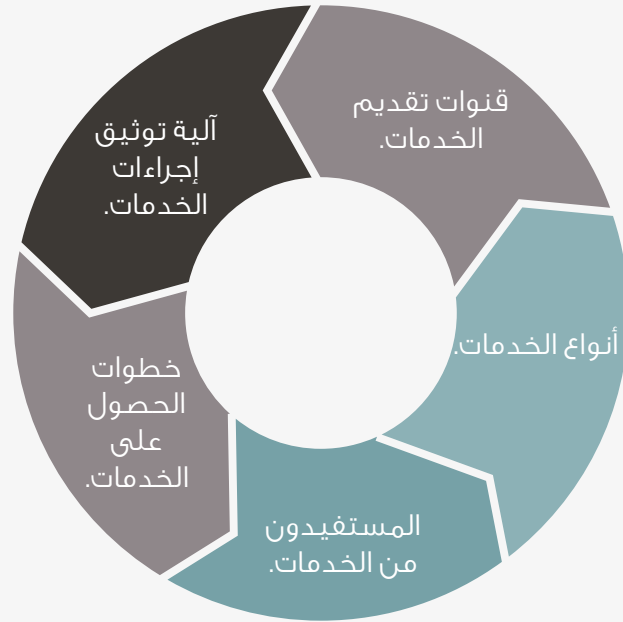 قنوات تقديم
الخدمات.
أنواع الخدمات.
المستفيدون
من الخدمات.
خطوات
الحصول
على
الخدمات.
آلية توثيق
إجراءات
الخدمات.